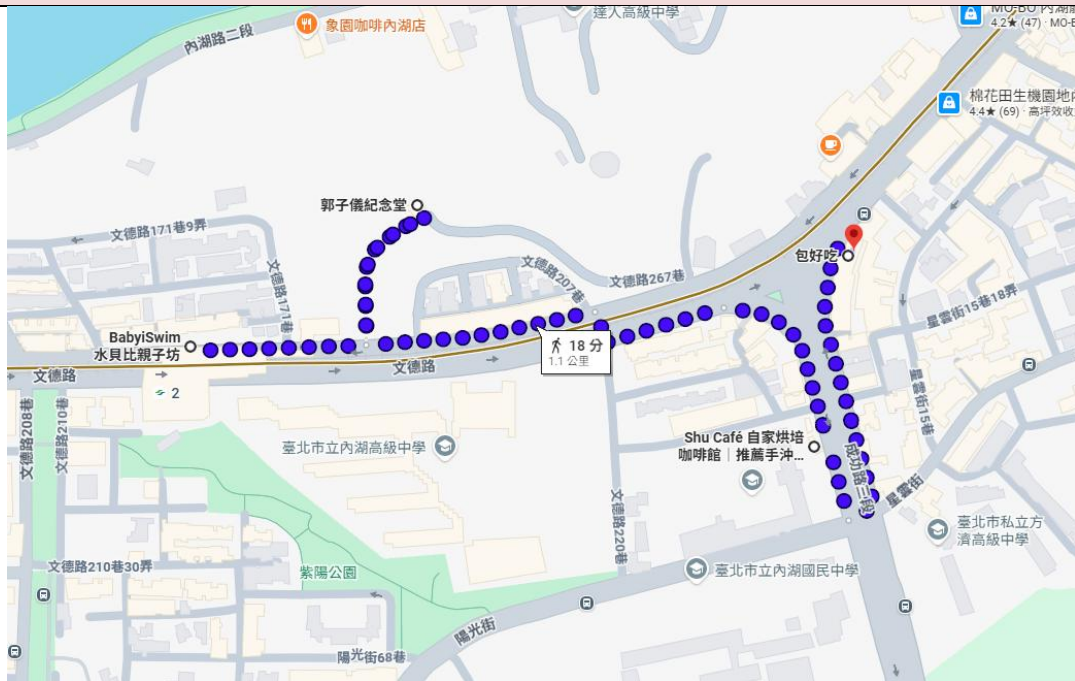 達人高級中學
MO-BO 內湖
4.2★ (47) · MO-B
象園咖啡內湖店
內湖路二段
棉花田生機園地內
4.4★ (69) · 高坪效收
郭子儀紀念堂
文德路171巷9弄
文德路171巷
文德路207巷
文德路267巷
包好吃
星雲街15巷18弄
BabyiSwim
水貝比親子坊
18 分
1.1 公里
文德路
文德路
2
星雲街15巷
文德路208巷
文德路210巷
臺北市立內湖高級中學
Shu Café 自家烘培
咖啡館｜推薦手沖...
成功路三段
星雲街
文德路220巷
臺北市私立方
濟高級中學
文德路210巷30弄
紫陽公園
臺北市立內湖國民中學
陽光街
陽光街68巷